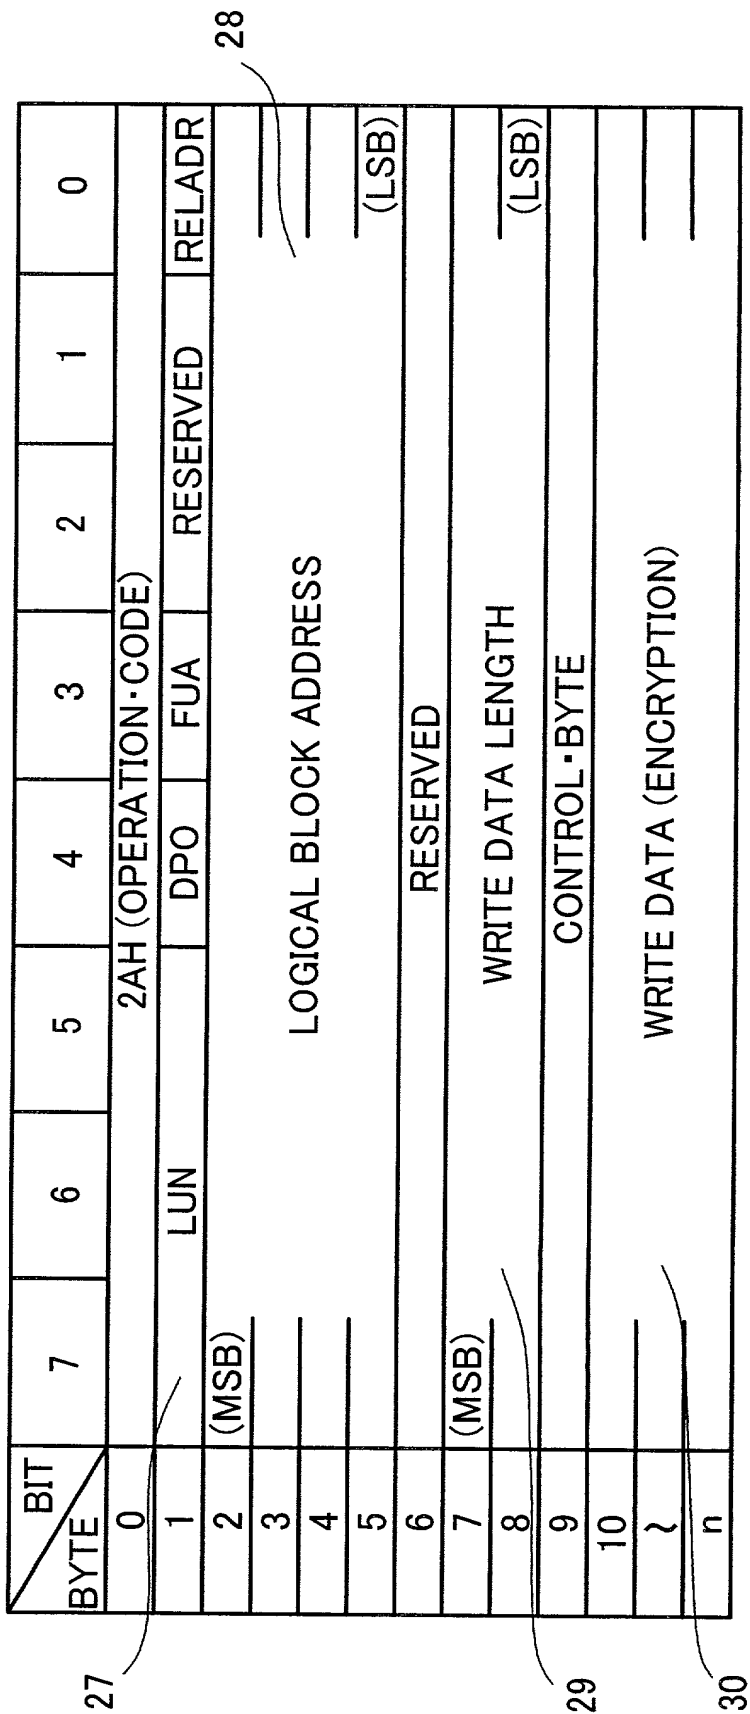 28
BIT 7 6 5 4 3 2 1 0
BYTE
0 2AH (OPERATION·CODE)
1 LUN DPO FUA RESERVED RELADR
2 (MSB)
3
LOGICAL BLOCK ADDRESS
4
5 (LSB)
6 RESERVED
7 (MSB)
WRITE DATA LENGTH
8 (LSB)
9 CONTROL·BYTE
10
~ WRITE DATA (ENCRYPTION)
n
27
29
30